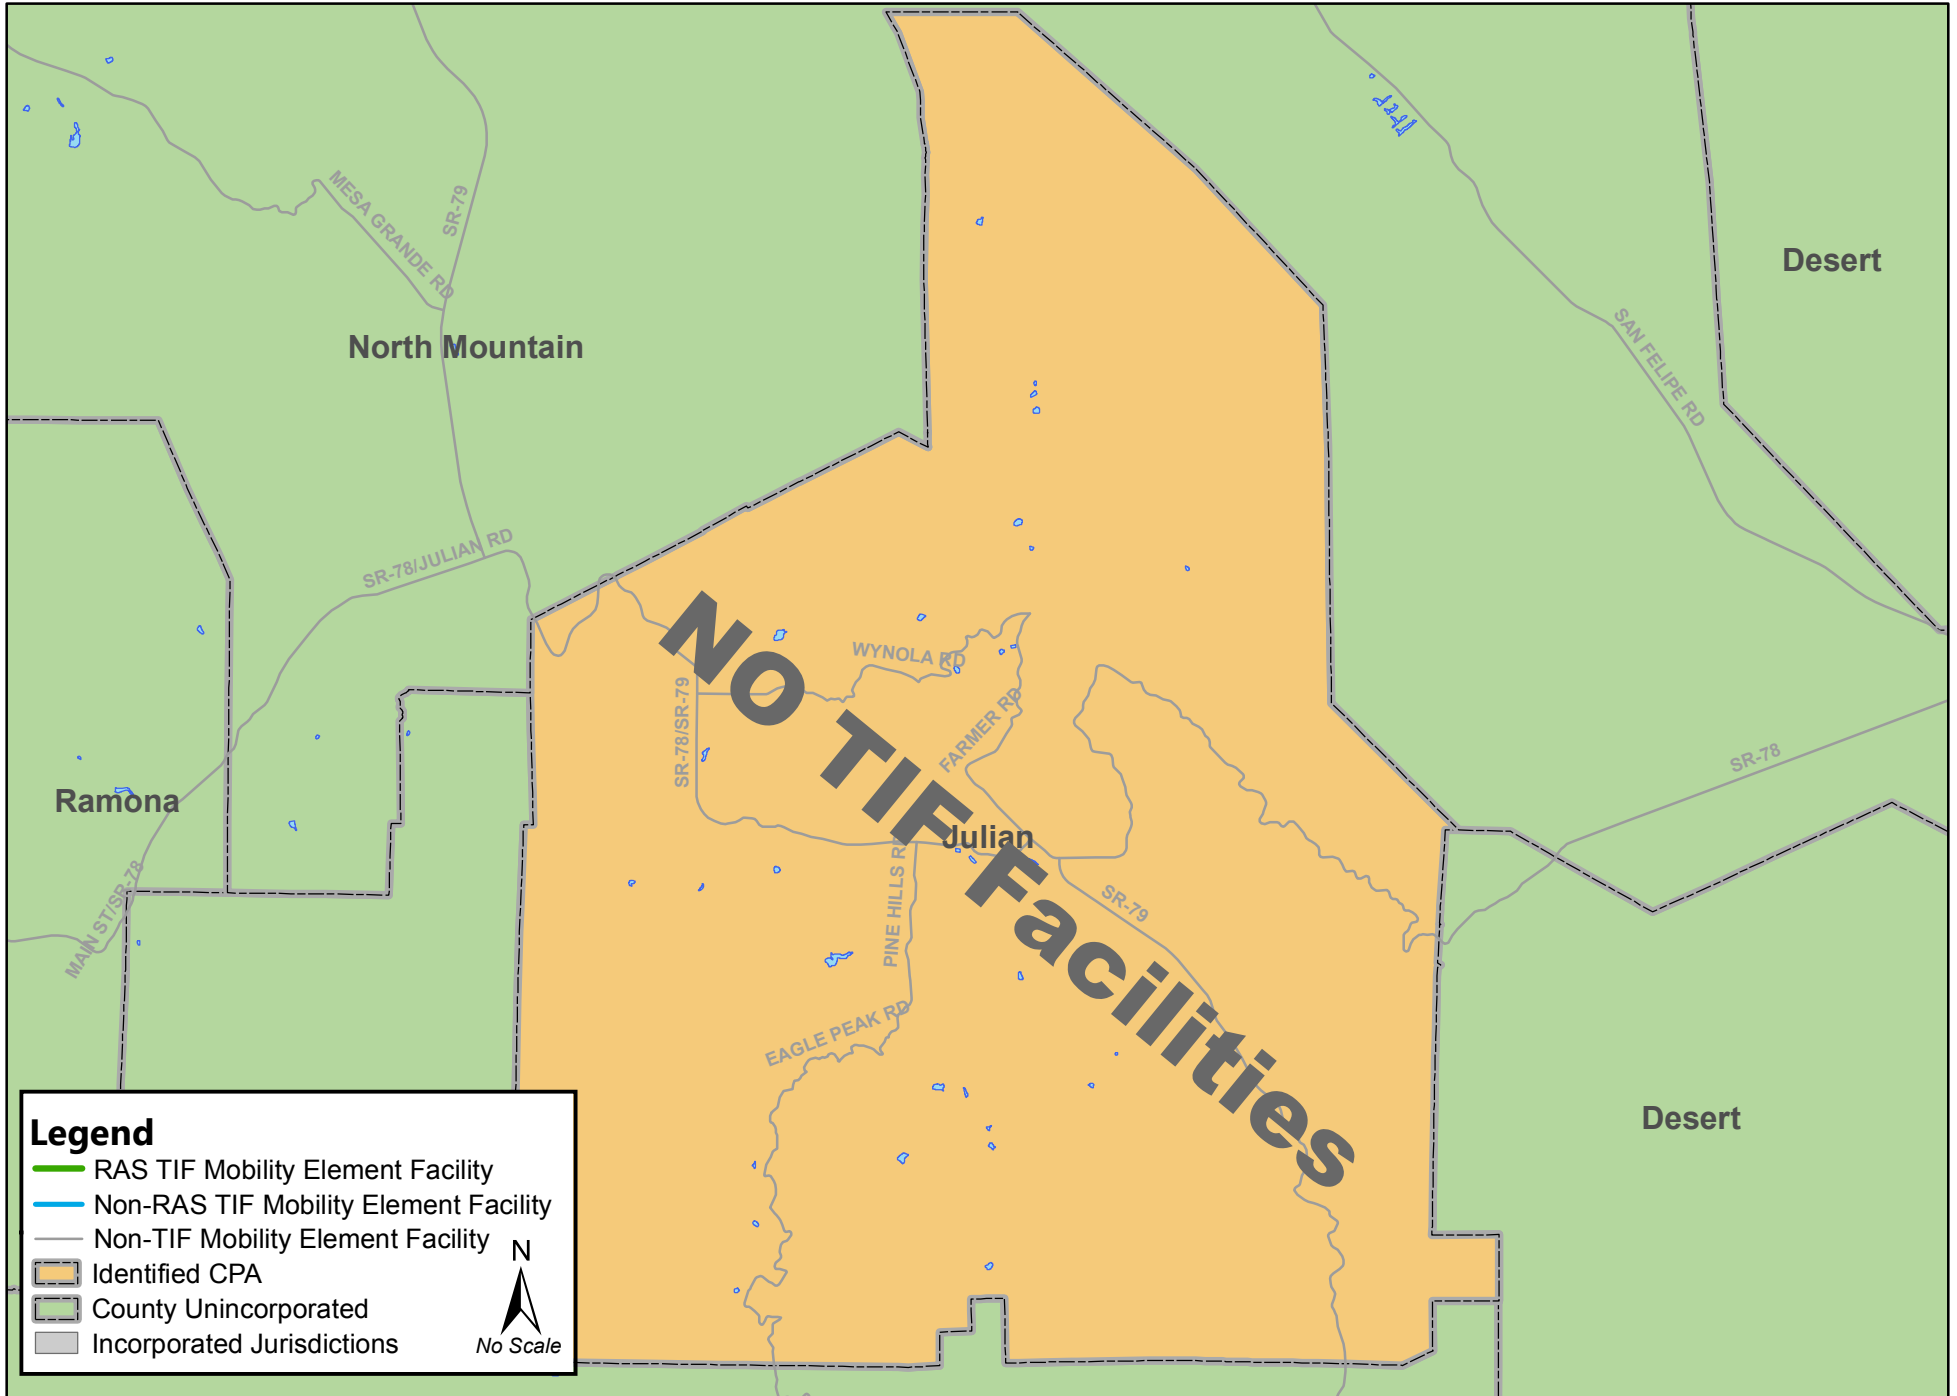 Desert
SR-79
MESA GRANDE RD
North Mountain
SAN FELIPE RD
SR-78/JULIAN RD
NO TIF Facilities
WYNOLA RD
SR-78/SR-79
FARMER RD
SR-78
Ramona
Julian
MAIN ST/SR-78
PINE HILLS RD
SR-79
EAGLE PEAK RD
Desert
Legend
RAS TIF Mobility Element Facility
Non-RAS TIF Mobility Element Facility
Non-TIF Mobility Element Facility
Identified CPA
County Unincorporated
Incorporated Jurisdictions
N
No Scale